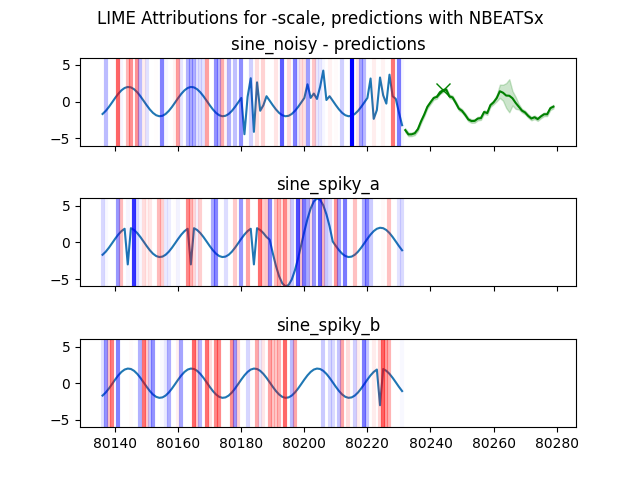 LIME Attributions for -scale, predictions with NBEATSx
sine_noisy - predictions
5
0
−5
sine_spiky_a
5
0
−5
sine_spiky_b
5
0
−5
80140 80160 80180 80200 80220 80240 80260 80280